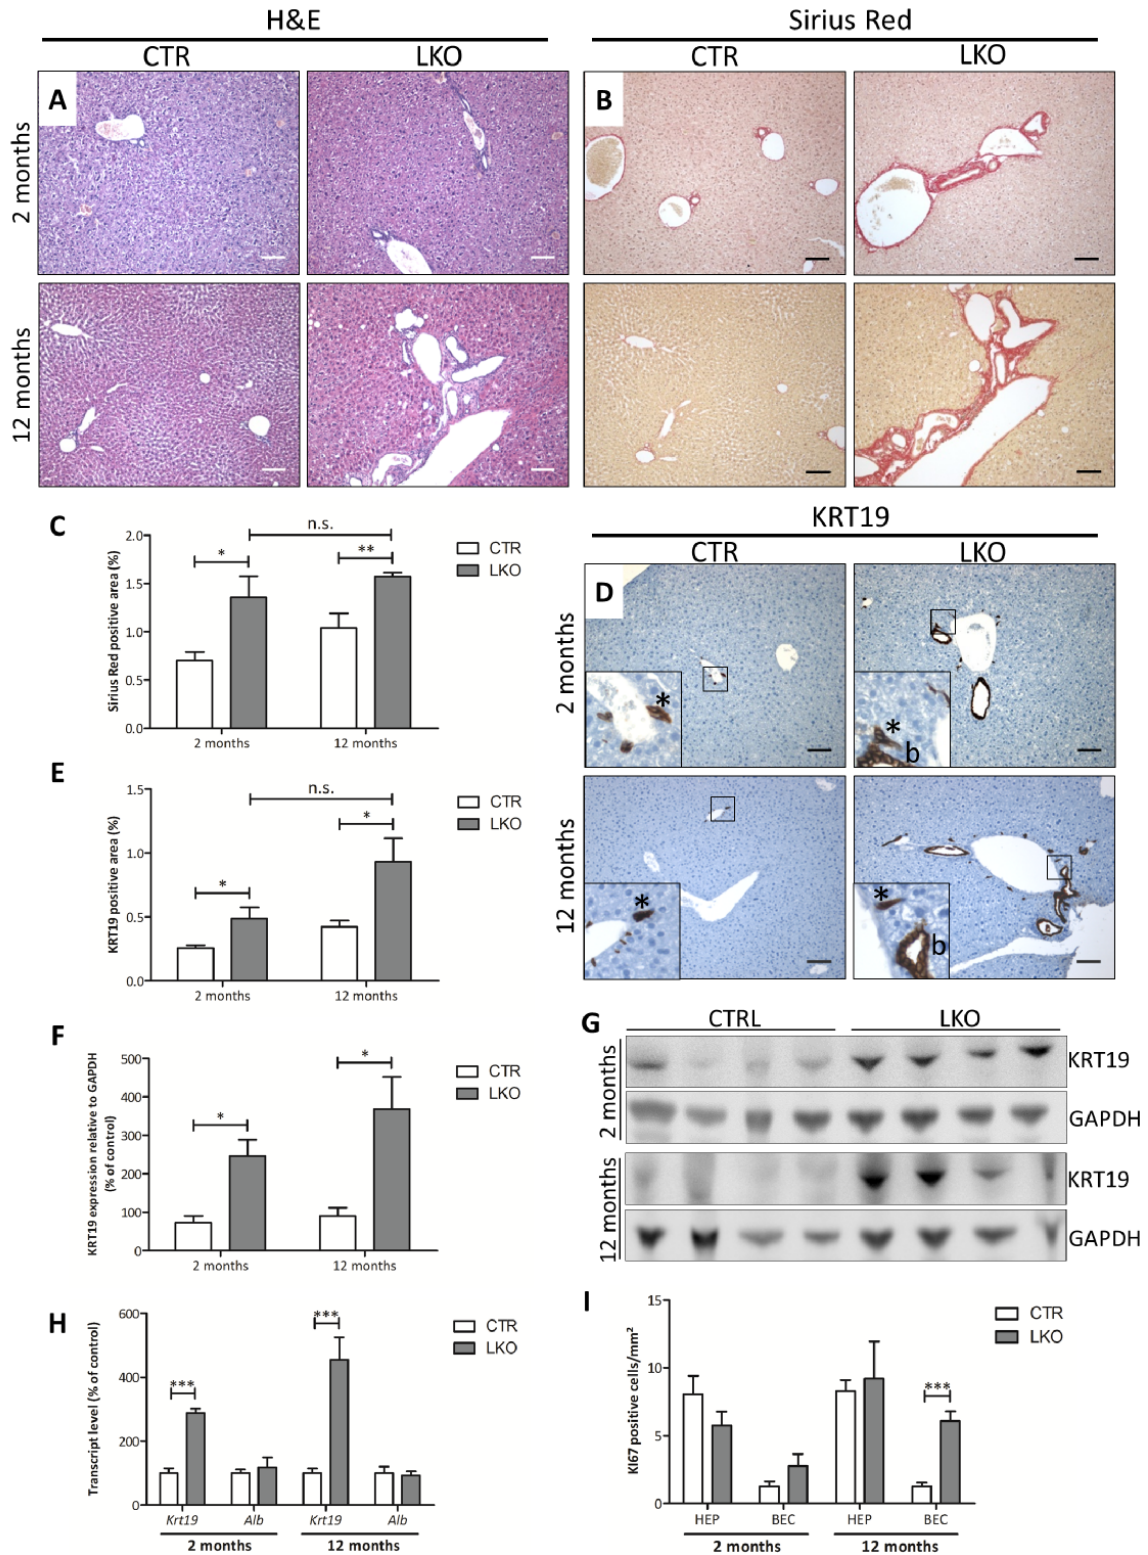 H&E
Sirius Red
CTR
LKO
CTR
LKO
A
B
2 months
12 months
C
Sirius Red positive area (%)
2.0
1.5
1.0
0.5
0.0
n.s.
*
**
CTR
LKO
2 months
12 months
KRT19
CTR
LKO
D
2 months
12 months
*
*
b
*
*
b
E
KRT19 positive area (%)
1.5
1.0
0.5
0.0
n.s.
*
*
CTR
LKO
2 months
12 months
F
KRT19 expression relative to GAPDH
(% of control)
500
400
300
200
100
0
*
*
CTR
LKO
2 months
12 months
G
CTRL
LKO
2 months
KRT19
GAPDH
12 months
KRT19
GAPDH
H
Transcript level (% of control)
600
400
200
0
***
***
CTR
LKO
Krt19
Alb
Krt19
Alb
2 months
12 months
I
KI67 positive cells/mm²
15
10
5
0
***
CTR
LKO
HEP
BEC
HEP
BEC
2 months
12 months